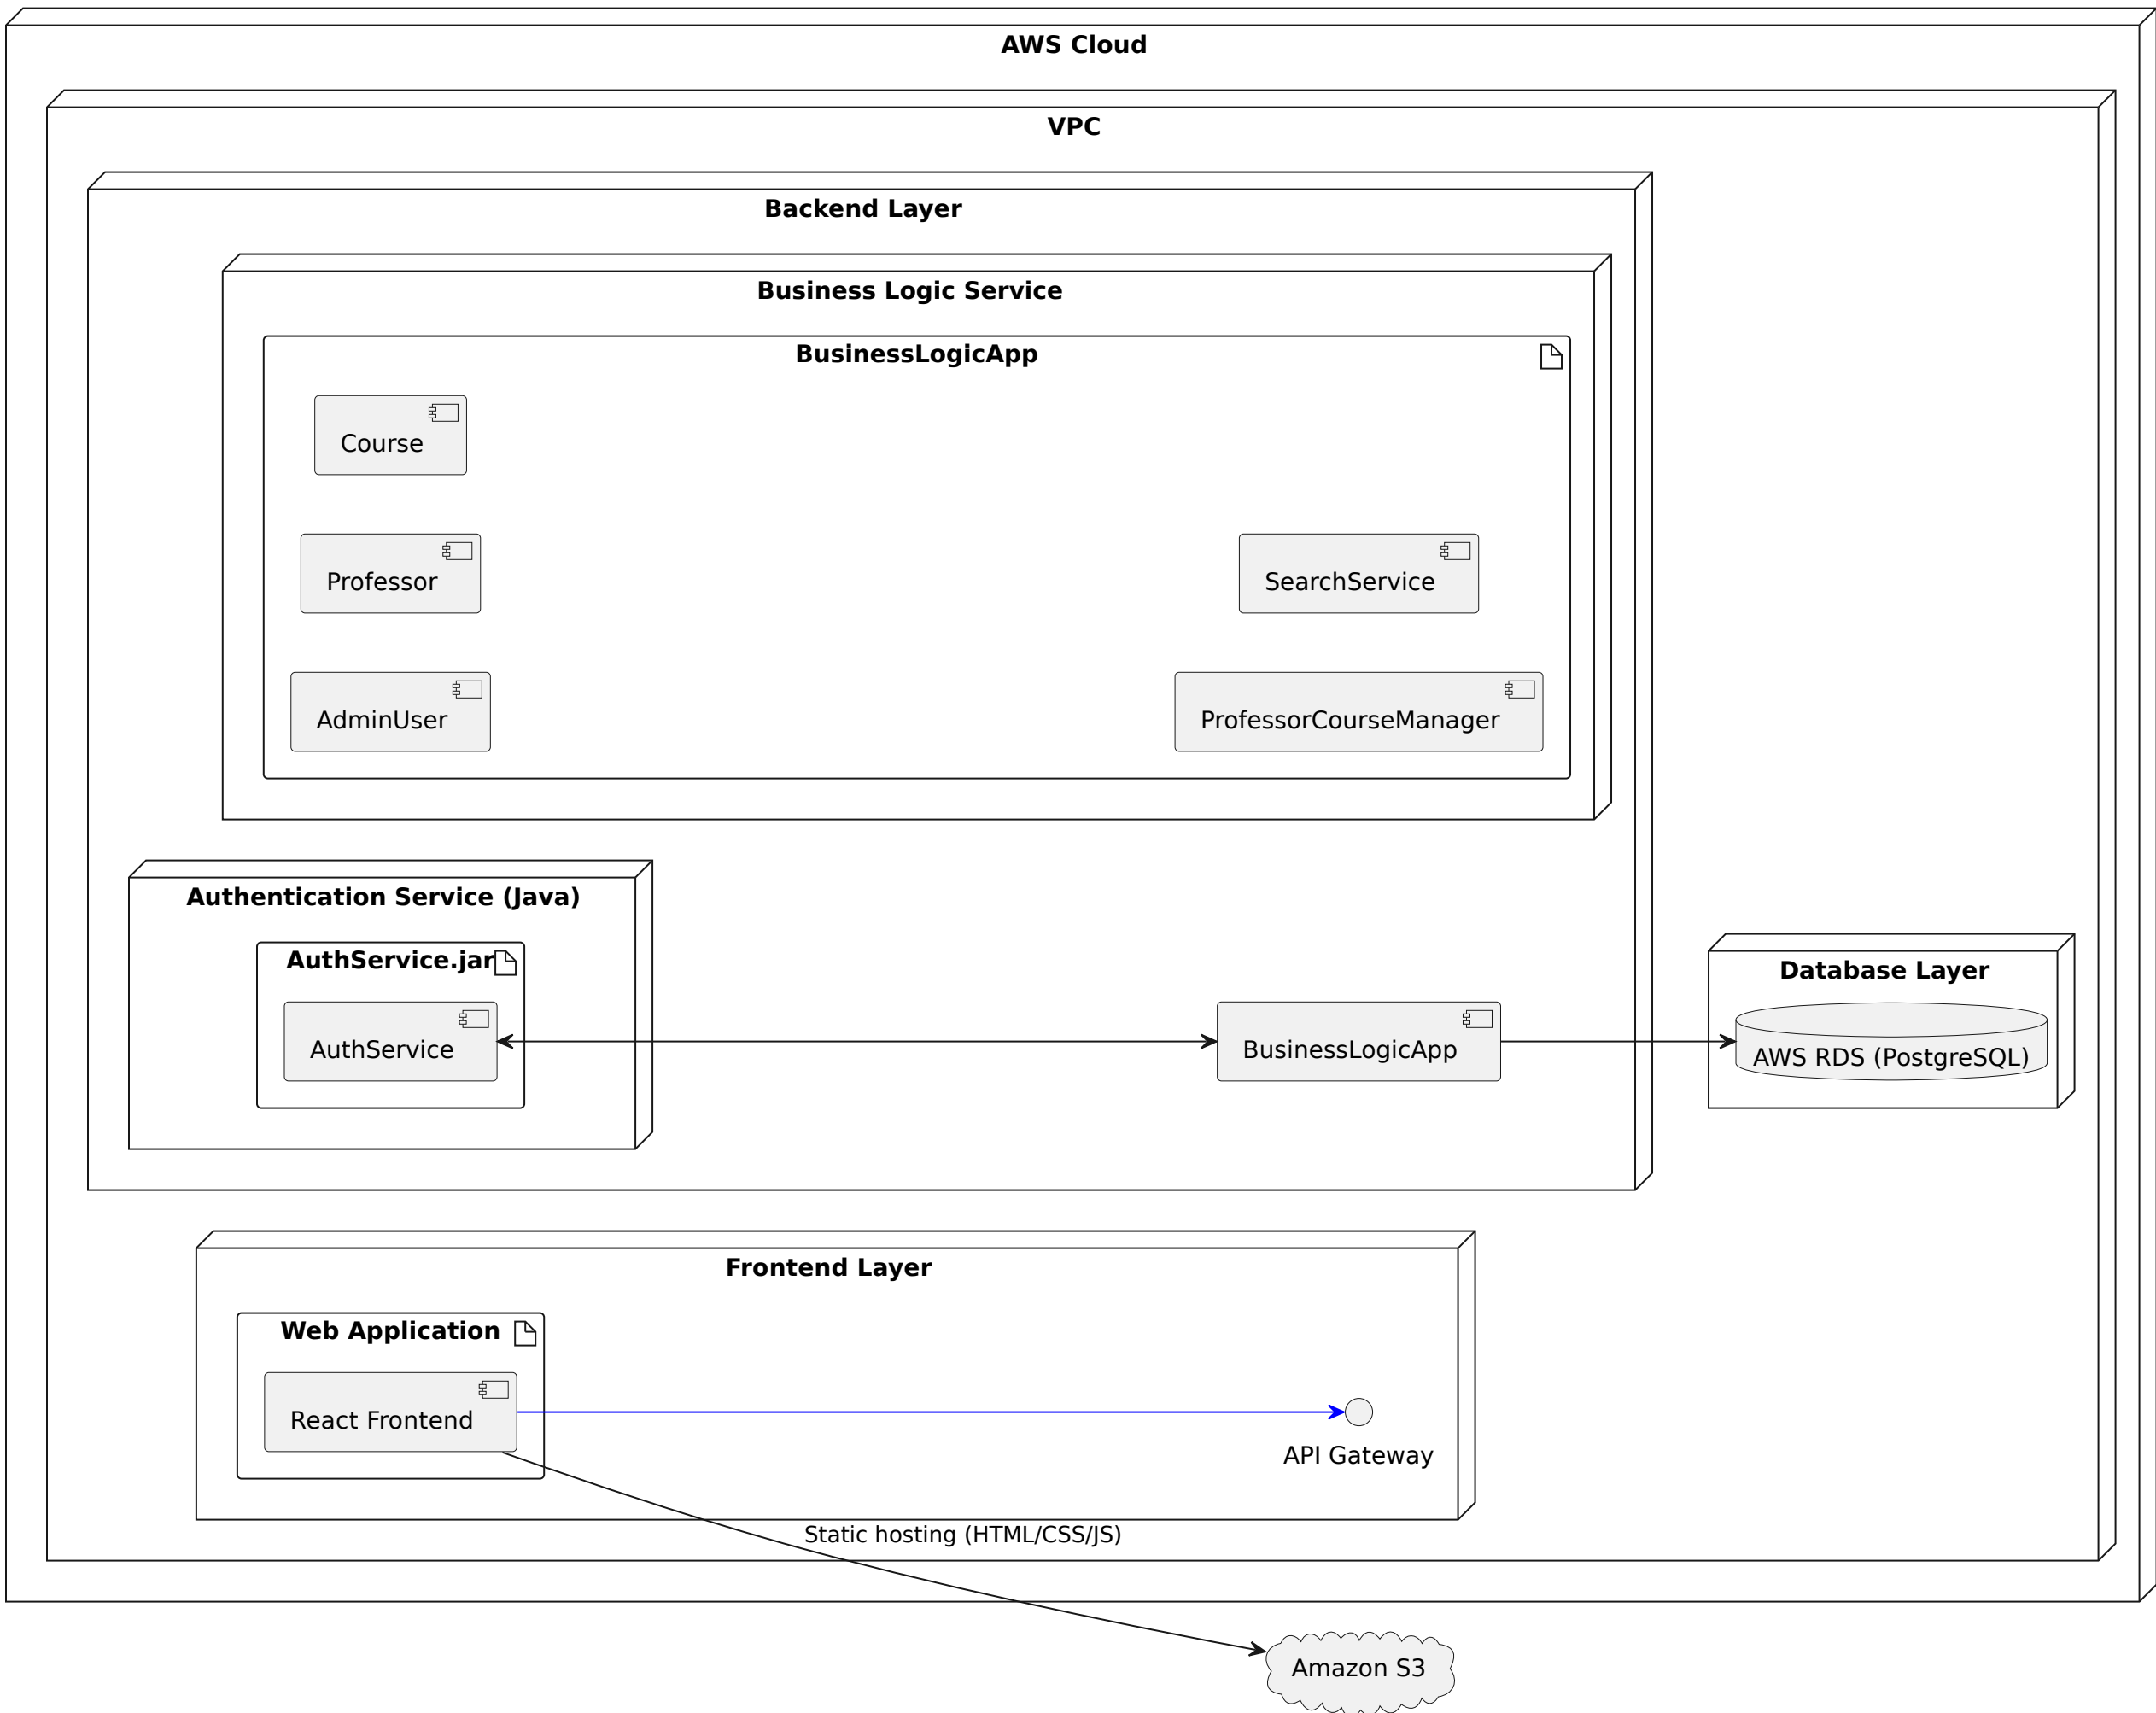 AWS Cloud
VPC
Backend Layer
Business Logic Service
BusinessLogicApp
Course
Professor
SearchService
AdminUser
ProfessorCourseManager
Authentication Service (Java)
AuthService.jar
AuthService
BusinessLogicApp
Database Layer
AWS RDS (PostgreSQL)
Frontend Layer
Web Application
React Frontend
API Gateway
Static hosting (HTML/CSS/JS)
Amazon S3